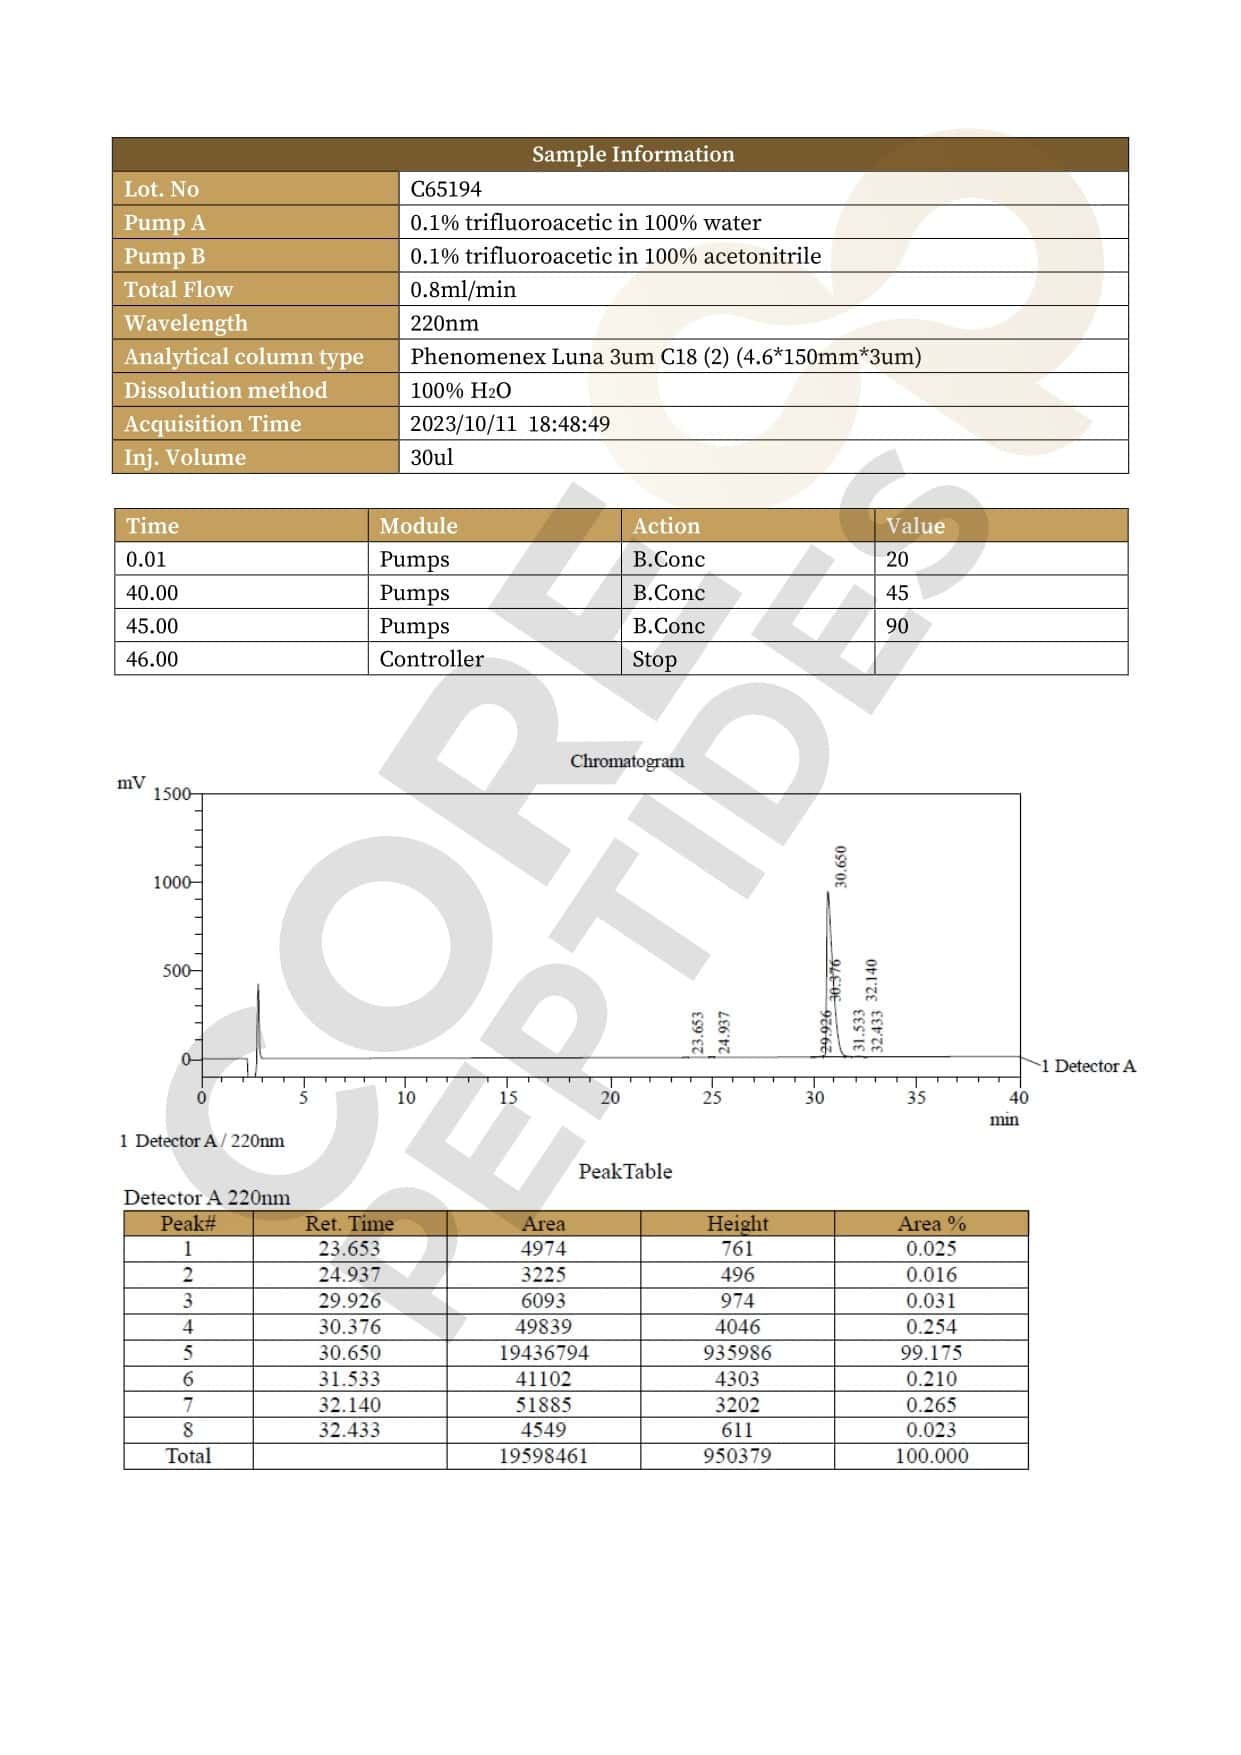 Sample Information
Lot. No C65194
Pump A 0.1% trifluoroacetic in 100% water
Pump B 0.1% trifluoroacetic in 100% acetonitrile
Total Flow 0.8ml/min
Wavelength 220nm
Analytical column type Phenomenex Luna 3um C18 (2) (4.6*150mm*3um)
Dissolution method 100% H₂O
Acquisition Time 2023/10/11 18:48:49
Inj. Volume 30ul
Time Module Action Value
0.01 Pumps B.Conc 20
40.00 Pumps B.Conc 45
45.00 Pumps B.Conc 90
46.00 Controller Stop
CORE
PEPTIDES
Chromatogram
mV
1500
1000
500
0
23.653
24.937
29.926
30.376
30.650
31.533
32.140
32.433
1 Detector A
0 5 10 15 20 25 30 35 40
min
1 Detector A / 220nm
PeakTable
Detector A 220nm
Peak# Ret. Time Area Height Area %
1 23.653 4974 761 0.025
2 24.937 3225 496 0.016
3 29.926 6093 974 0.031
4 30.376 49839 4046 0.254
5 30.650 19436794 935986 99.175
6 31.533 41102 4303 0.210
7 32.140 51885 3202 0.265
8 32.433 4549 611 0.023
Total 19598461 950379 100.000